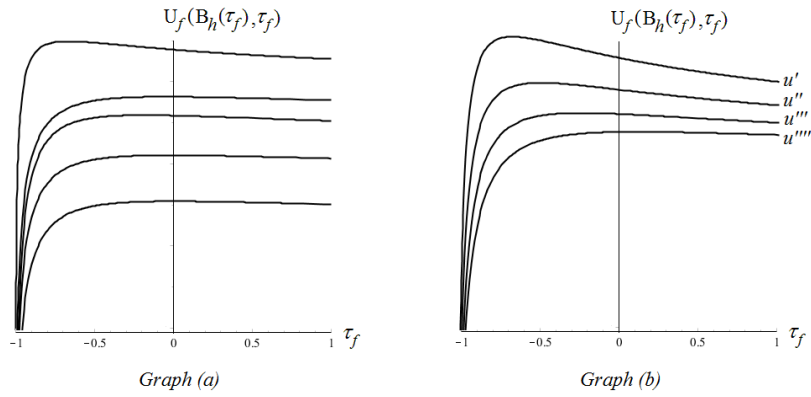 U_f(B_h(τ_f),τ_f)
-1 -0.5 0 0.5 1 τ_f
Graph (a)
U_f(B_h(τ_f),τ_f)
u'
u''
u'''
u''''
-1 -0.5 0 0.5 1 τ_f
Graph (b)